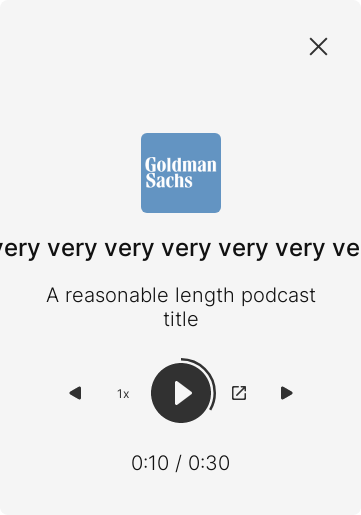 Goldman
Sachs
very very very very very very ve
A reasonable length podcast
title
1x
0:10 / 0:30